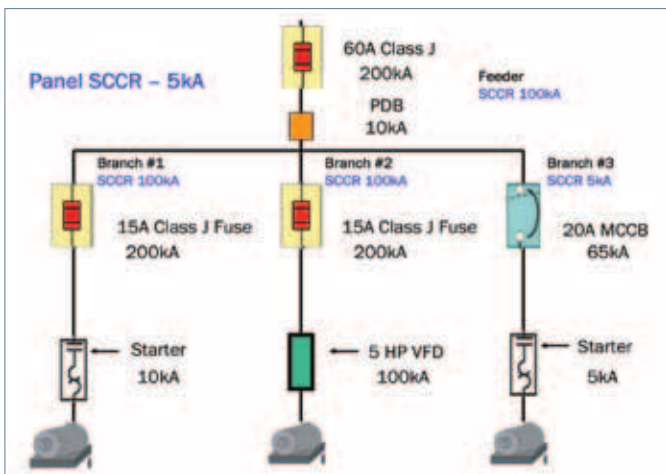 60A Class J
200kA
Panel SCCR – 5kA
Feeder
SCCR 100kA
PDB
10kA
Branch #1
SCCR 100kA
Branch #2
SCCR 100kA
Branch #3
SCCR 5kA
15A Class J Fuse
200kA
15A Class J Fuse
200kA
20A MCCB
65kA
Starter
10kA
5 HP VFD
100kA
Starter
5kA